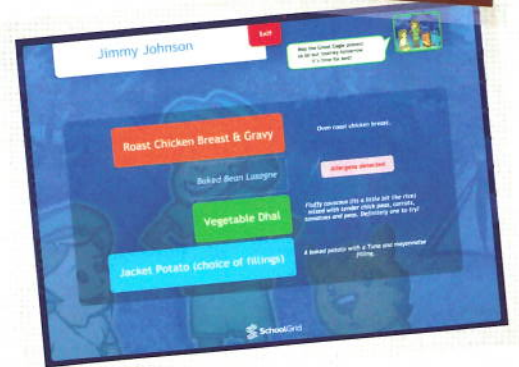 Jimmy Johnson
Exit
May the Great Eagle protect
us on our journey tomorrow
it's time for bed!
Roast Chicken Breast & Gravy
Oven roast chicken breast.
Baked Bean Lasagne
Allergens detected
Vegetable Dhal
Fluffy couscous (its a little bit like rice)
mixed with tender chick peas, carrots,
tomatoes and peas. Definitely one to try!
Jacket Potato (choice of fillings)
A baked potato with a Tuna and mayonnaise
filling.
SchoolGrid